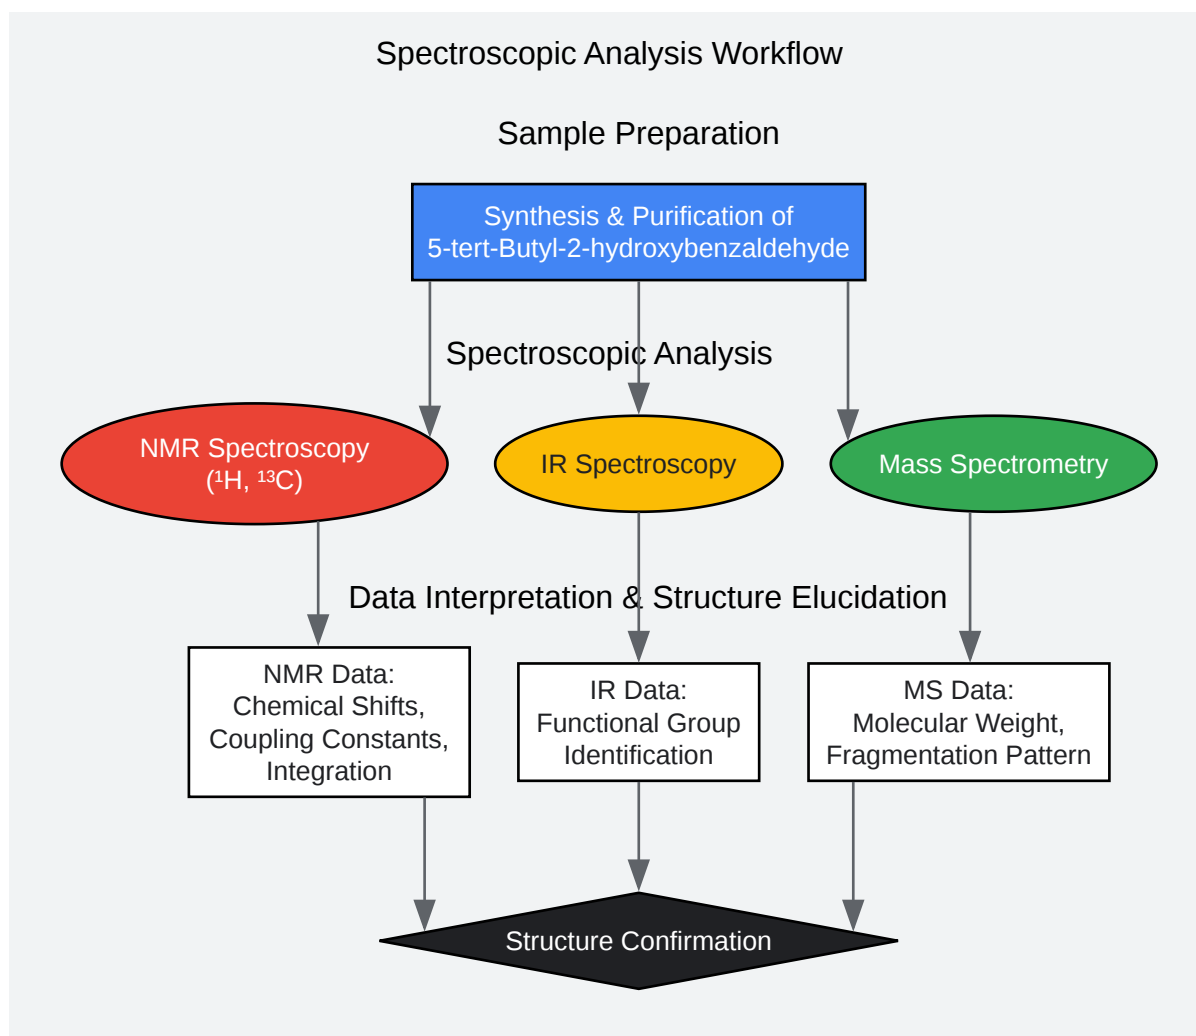 Spectroscopic Analysis Workflow
Sample Preparation
Synthesis & Purification of
5-tert-Butyl-2-hydroxybenzaldehyde
Spectroscopic Analysis
NMR Spectroscopy
(¹H, ¹³C)
IR Spectroscopy
Mass Spectrometry
Data Interpretation & Structure Elucidation
NMR Data:
Chemical Shifts,
Coupling Constants,
Integration
IR Data:
Functional Group
Identification
MS Data:
Molecular Weight,
Fragmentation Pattern
Structure Confirmation